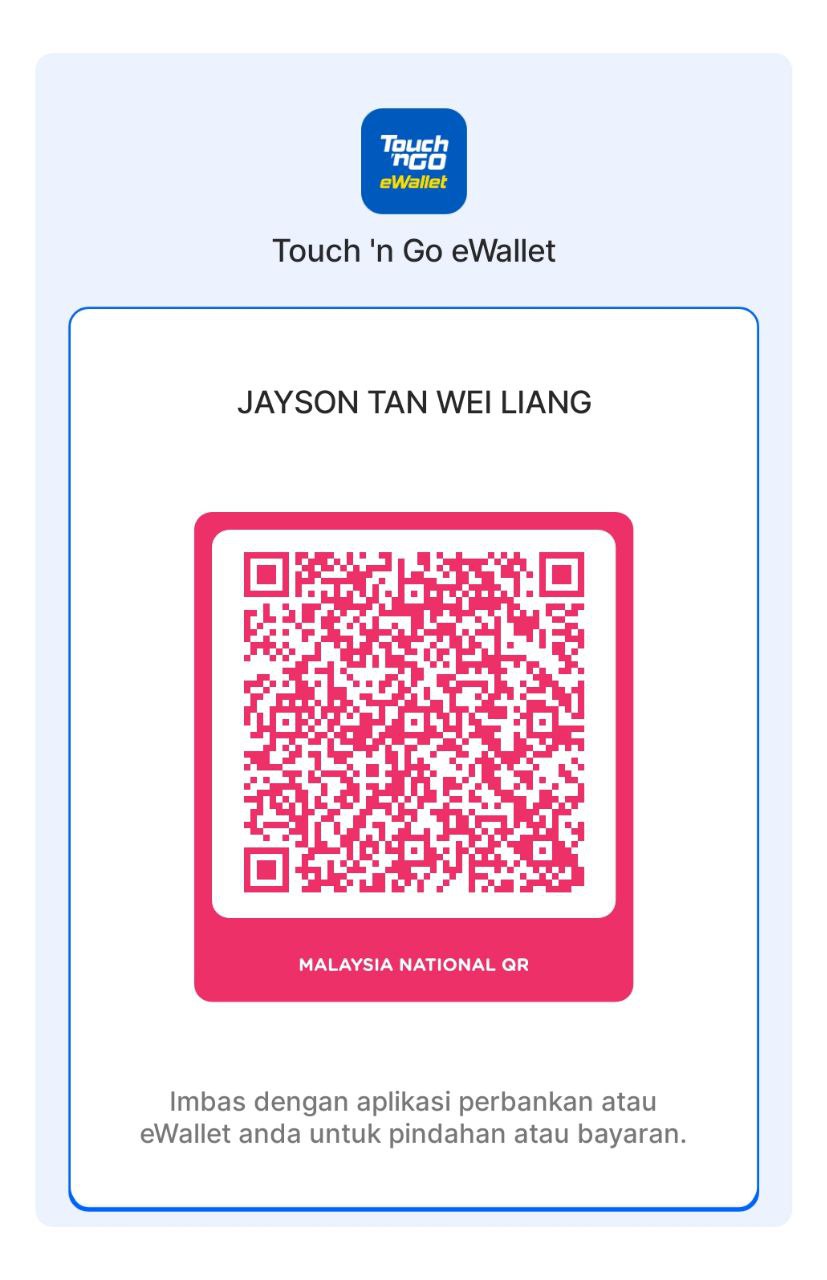 Touch
'nGO
eWallet
Touch 'n Go eWallet
JAYSON TAN WEI LIANG
MALAYSIA NATIONAL QR
Imbas dengan aplikasi perbankan atau
eWallet anda untuk pindahan atau bayaran.